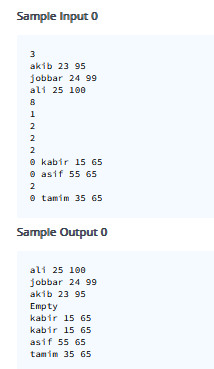 Sample Input 0
3
akib 23 95
jobbar 24 99
ali 25 100
8
1
2
2
2
0 kabir 15 65
0 asif 55 65
2
0 tamim 35 65
Sample Output 0
ali 25 100
jobbar 24 99
akib 23 95
Empty
kabir 15 65
kabir 15 65
asif 55 65
tamim 35 65